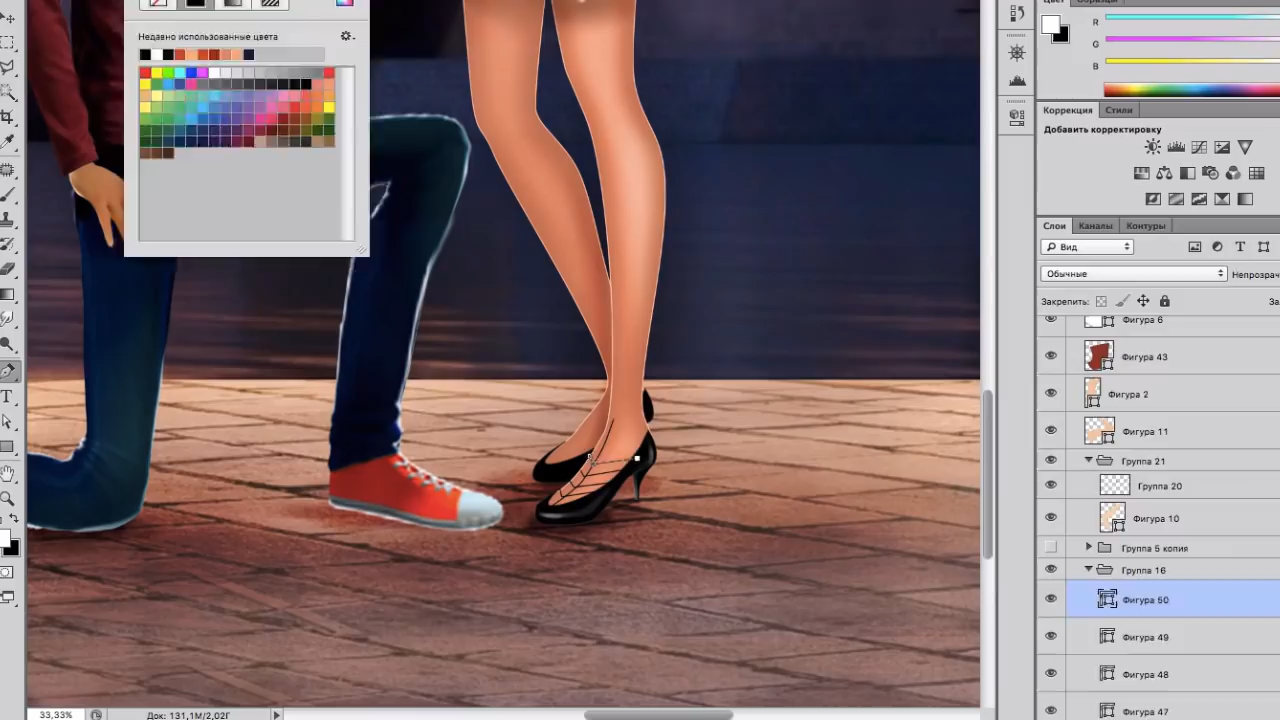 Недавно использованные цвета
R
G
B
Коррекция
Стили
Добавить корректировку
Слои
Каналы
Контуры
Вид
Обычные
Непрозрач
Закрепить:
За
Фигура 6
Фигура 43
Фигура 2
Фигура 11
Группа 21
Группа 20
Группа 10
Группа 5 копия
Группа 16
Фигура 50
Фигура 49
Фигура 48
Фигура 47
33,33%
Док: 131,1M/2,02Г